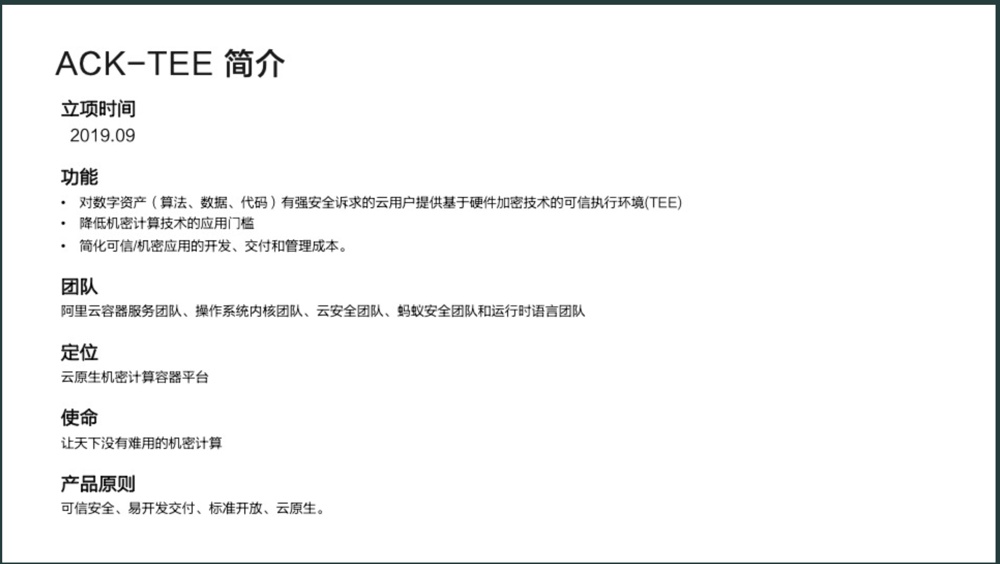 ACK-TEE 简介
立项时间
2019.09
功能
• 对数字资产（算法、数据、代码）有强安全诉求的云用户提供基于硬件加密技术的可信执行环境(TEE)
• 降低机密计算技术的应用门槛
• 简化可信/机密应用的开发、交付和管理成本。
团队
阿里云容器服务团队、操作系统内核团队、云安全团队、蚂蚁安全团队和运行时语言团队
定位
云原生机密计算容器平台
使命
让天下没有难用的机密计算
产品原则
可信安全、易开发交付、标准开放、云原生。